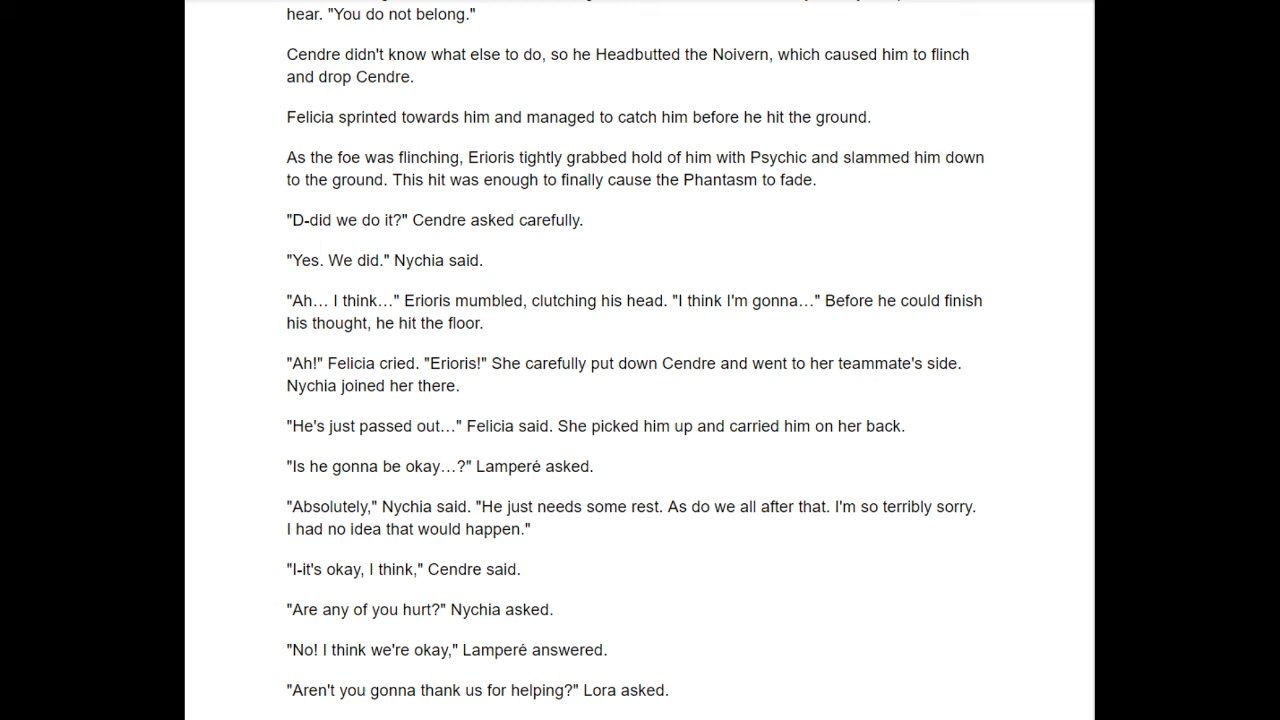 hear. "You do not belong."
Cendre didn't know what else to do, so he Headbutted the Noivern, which caused him to flinch
and drop Cendre.
Felicia sprinted towards him and managed to catch him before he hit the ground.
As the foe was flinching, Erioris tightly grabbed hold of him with Psychic and slammed him down
to the ground. This hit was enough to finally cause the Phantasm to fade.
"D-did we do it?" Cendre asked carefully.
"Yes. We did." Nychia said.
"Ah… I think…" Erioris mumbled, clutching his head. "I think I'm gonna…" Before he could finish
his thought, he hit the floor.
"Ah!" Felicia cried. "Erioris!" She carefully put down Cendre and went to her teammate's side.
Nychia joined her there.
"He's just passed out…" Felicia said. She picked him up and carried him on her back.
"Is he gonna be okay…?" Lamperé asked.
"Absolutely," Nychia said. "He just needs some rest. As do we all after that. I'm so terribly sorry.
I had no idea that would happen."
"I-it's okay, I think," Cendre said.
"Are any of you hurt?" Nychia asked.
"No! I think we're okay," Lamperé answered.
"Aren't you gonna thank us for helping?" Lora asked.